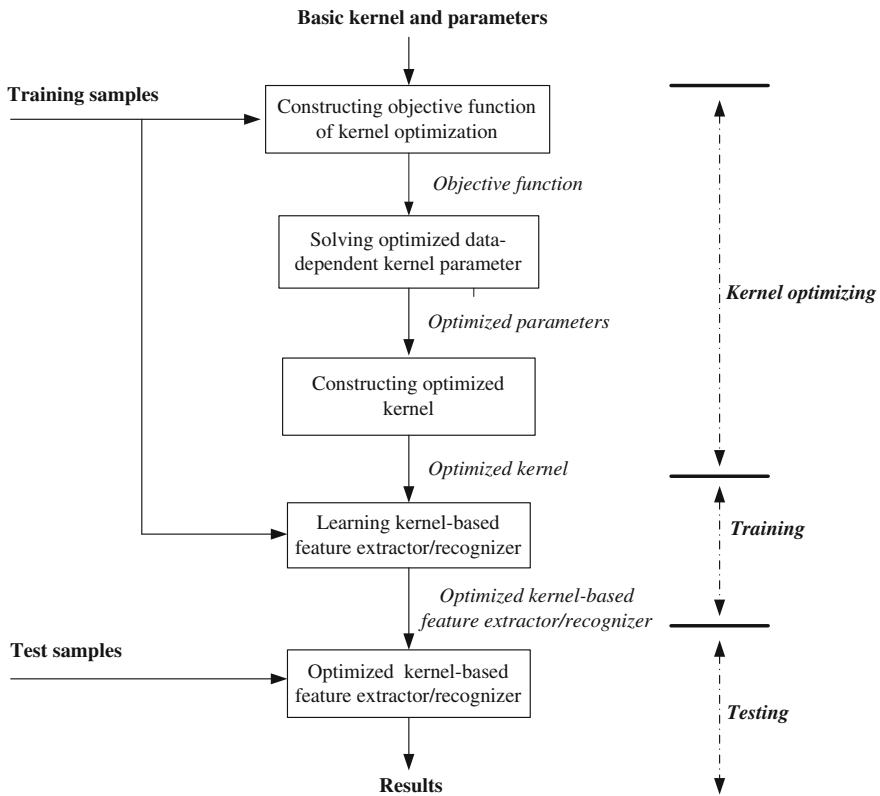 Basic kernel and parameters
Training samples
Constructing objective function
of kernel optimization
Objective function
Solving optimized data-
dependent kernel parameter
Kernel optimizing
Optimized parameters
Constructing optimized
kernel
Optimized kernel
Learning kernel-based
feature extractor/recognizer
Training
Optimized kernel-based
feature extractor/recognizer
Test samples
Optimized kernel-based
feature extractor/recognizer
Testing
Results